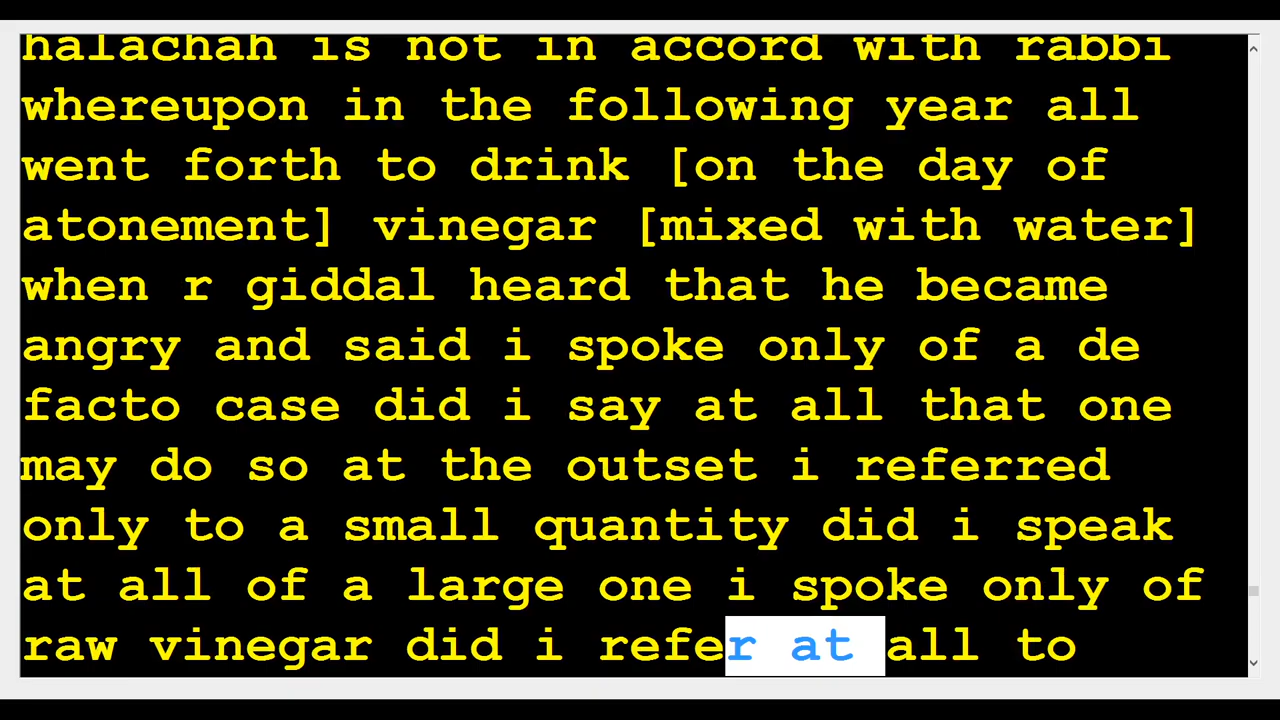 halachah is not in accord with rabbi
whereupon in the following year all
went forth to drink [on the day of
atonement] vinegar [mixed with water]
when r giddal heard that he became
angry and said i spoke only of a de
facto case did i say at all that one
may do so at the outset i referred
only to a small quantity did i speak
at all of a large one i spoke only of
raw vinegar did i refer at all to